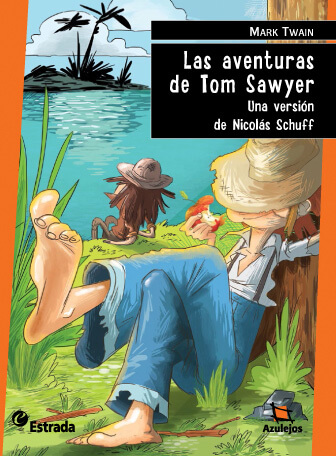 Mark Twain
Las aventuras
de Tom Sawyer
Una versión
de Nicolás Schuff
Estrada
Azulejos